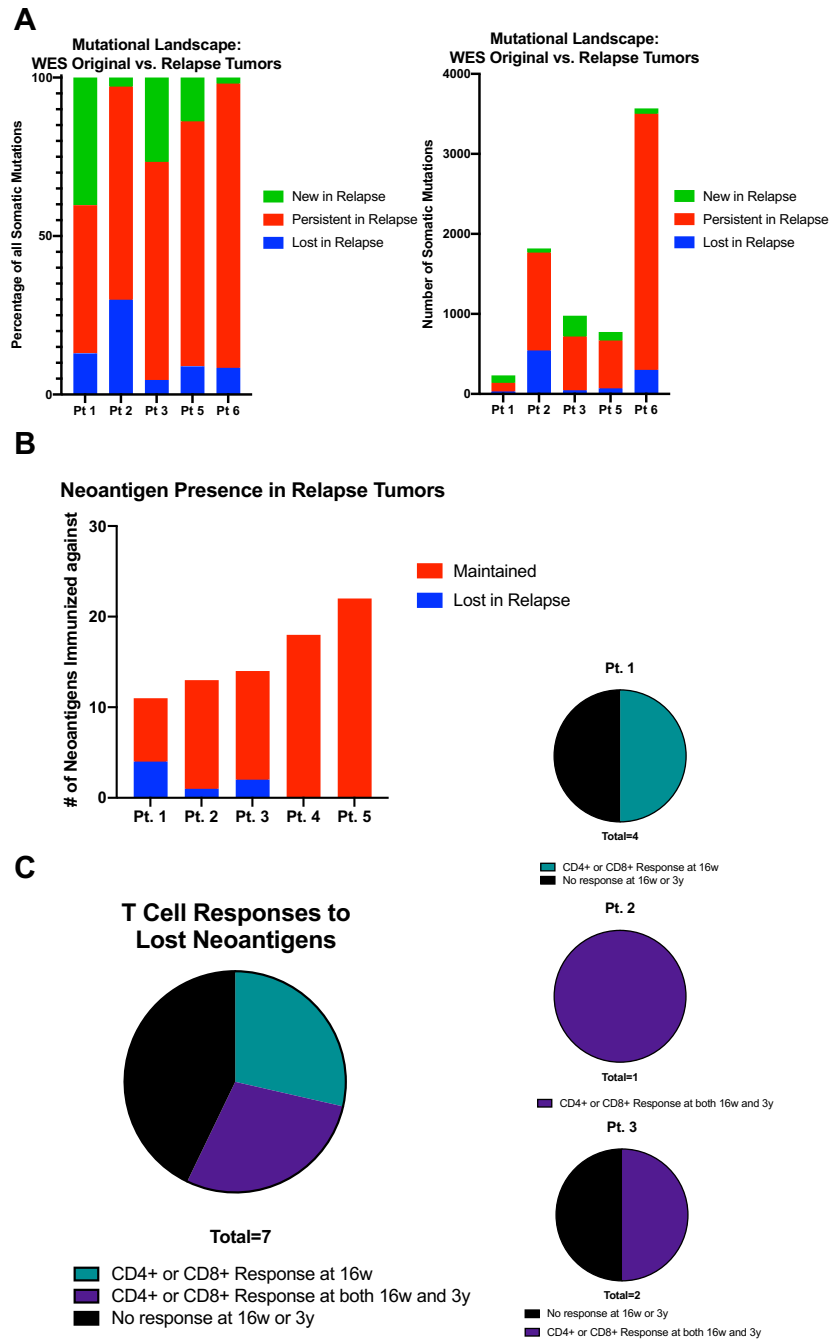 A
Mutational Landscape:
WES Original vs. Relapse Tumors
100
50
0
Percentage of all Somatic Mutations
Pt 1 Pt 2 Pt 3 Pt 5 Pt 6
New in Relapse
Persistent in Relapse
Lost in Relapse
Mutational Landscape:
WES Original vs. Relapse Tumors
4000
3000
2000
1000
0
Number of Somatic Mutations
Pt 1 Pt 2 Pt 3 Pt 5 Pt 6
New in Relapse
Persistent in Relapse
Lost in Relapse
B
Neoantigen Presence in Relapse Tumors
30
20
10
0
# of Neoantigens Immunized against
Pt. 1 Pt. 2 Pt. 3 Pt. 4 Pt. 5
Maintained
Lost in Relapse
C
T Cell Responses to
Lost Neoantigens
Total=7
CD4+ or CD8+ Response at 16w
CD4+ or CD8+ Response at both 16w and 3y
No response at 16w or 3y
Pt. 1
Total=4
CD4+ or CD8+ Response at 16w
No response at 16w or 3y
Pt. 2
Total=1
CD4+ or CD8+ Response at both 16w and 3y
Pt. 3
Total=2
No response at 16w or 3y
CD4+ or CD8+ Response at both 16w and 3y